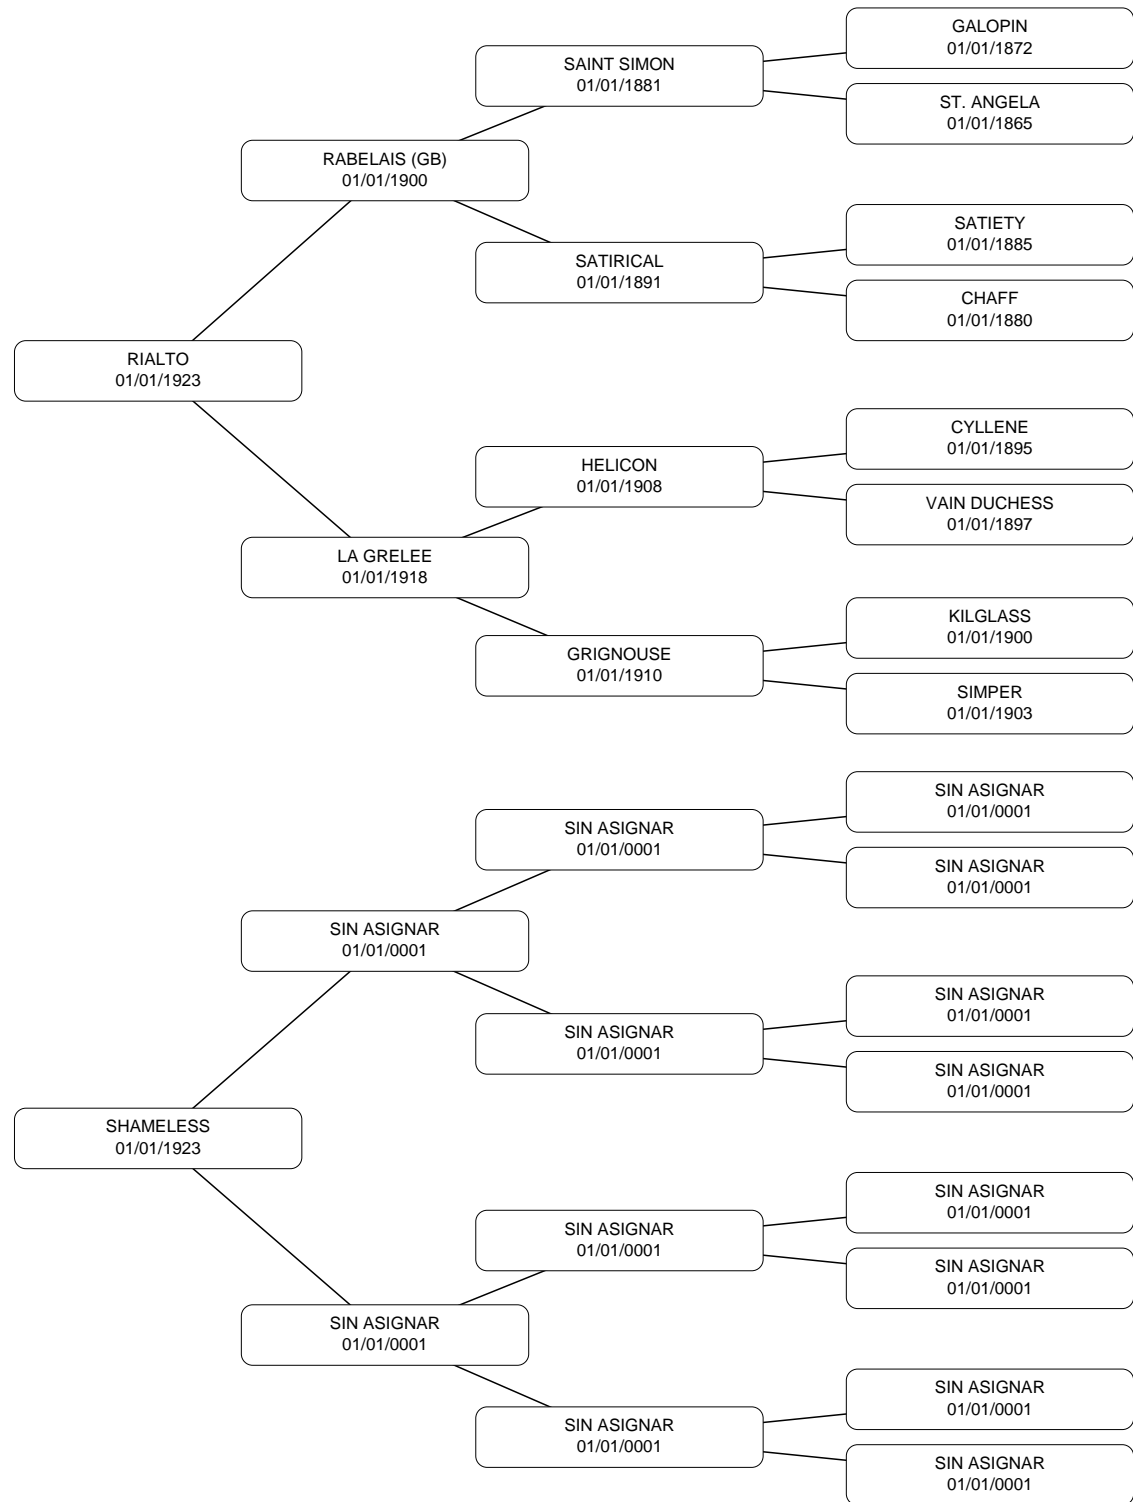 GALOPIN
01/01/1872
SAINT SIMON
01/01/1881
ST. ANGELA
01/01/1865
RABELAIS (GB)
01/01/1900
SATIETY
01/01/1885
SATIRICAL
01/01/1891
CHAFF
01/01/1880
RIALTO
01/01/1923
CYLLENE
01/01/1895
HELICON
01/01/1908
VAIN DUCHESS
01/01/1897
LA GRELEE
01/01/1918
KILGLASS
01/01/1900
GRIGNOUSE
01/01/1910
SIMPER
01/01/1903
SIN ASIGNAR
01/01/0001
SIN ASIGNAR
01/01/0001
SIN ASIGNAR
01/01/0001
SIN ASIGNAR
01/01/0001
SIN ASIGNAR
01/01/0001
SIN ASIGNAR
01/01/0001
SIN ASIGNAR
01/01/0001
SHAMELESS
01/01/1923
SIN ASIGNAR
01/01/0001
SIN ASIGNAR
01/01/0001
SIN ASIGNAR
01/01/0001
SIN ASIGNAR
01/01/0001
SIN ASIGNAR
01/01/0001
SIN ASIGNAR
01/01/0001
SIN ASIGNAR
01/01/0001